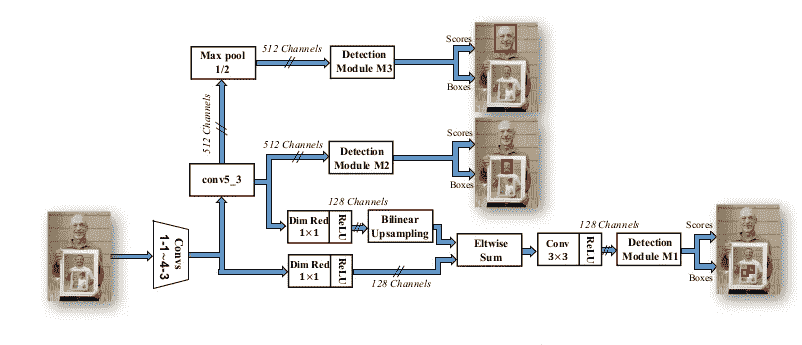 512 Channels
Max pool
1/2
Detection
Module M3
Scores
Boxes
512 Channels
conv5_3
512 Channels
Detection
Module M2
Scores
Boxes
128 Channels
Dim Red
1×1
ReLU
Bilinear
Upsampling
Convs
1-1~4-3
Dim Red
1×1
ReLU
128 Channels
Eltwise
Sum
Conv
3×3
ReLU
128 Channels
Detection
Module M1
Scores
Boxes